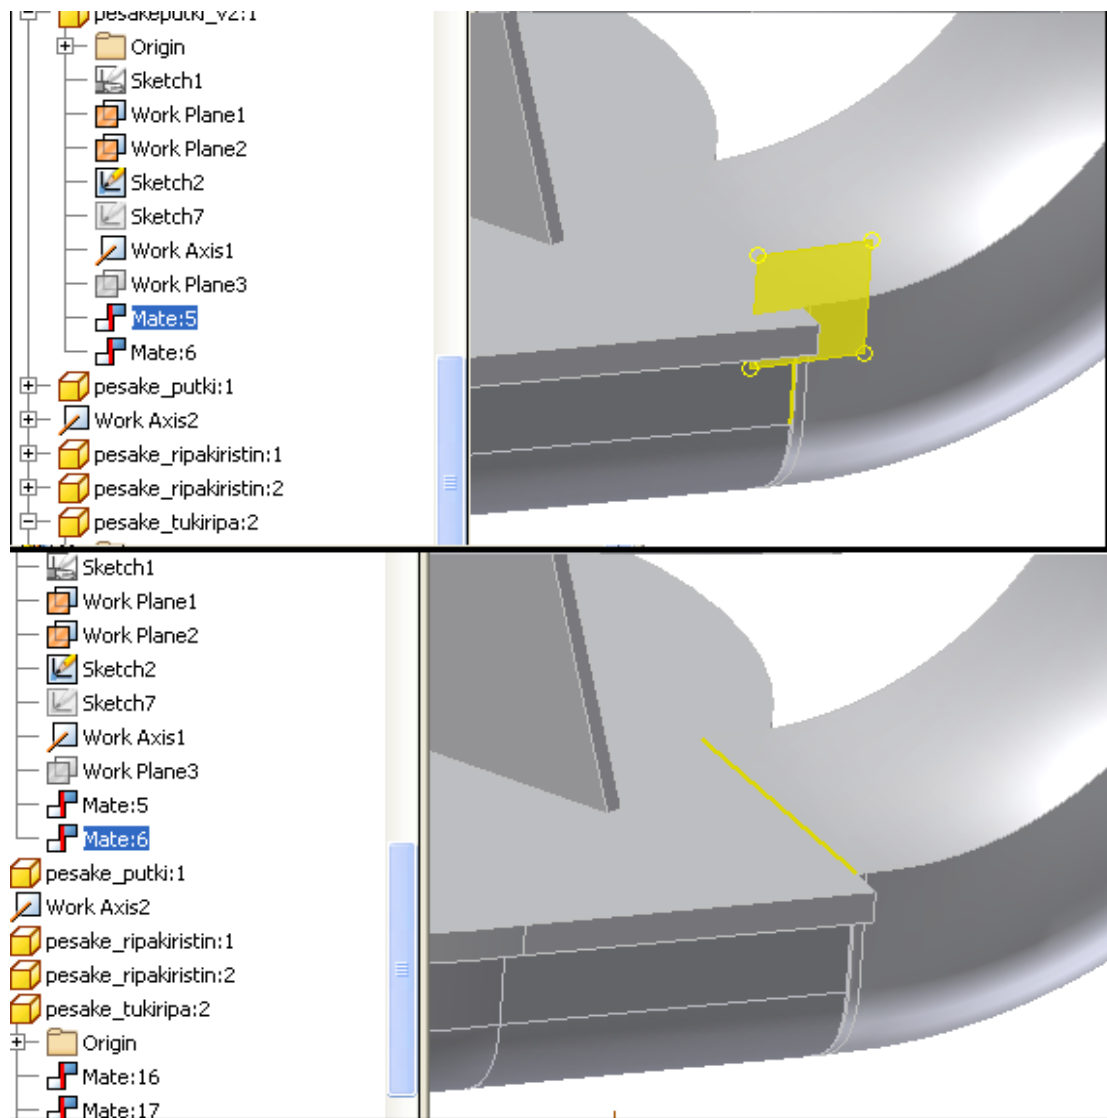 pesakeputki_v2:1
Origin
Sketch1
Work Plane1
Work Plane2
Sketch2
Sketch7
Work Axis1
Work Plane3
Mate:5
Mate:6
pesake_putki:1
Work Axis2
pesake_ripakiristin:1
pesake_ripakiristin:2
pesake_tukiripa:2
Sketch1
Work Plane1
Work Plane2
Sketch2
Sketch7
Work Axis1
Work Plane3
Mate:5
Mate:6
pesake_putki:1
Work Axis2
pesake_ripakiristin:1
pesake_ripakiristin:2
pesake_tukiripa:2
Origin
Mate:16
Mate:17